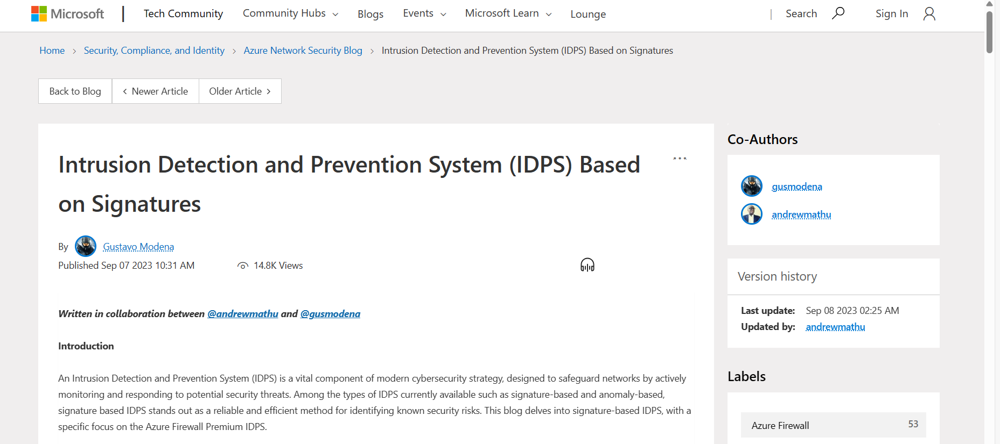 Microsoft | Tech Community Community Hubs Blogs Events Microsoft Learn Lounge | Search Sign In
Home > Security, Compliance, and Identity > Azure Network Security Blog > Intrusion Detection and Prevention System (IDPS) Based on Signatures
Back to Blog < Newer Article Older Article >
Intrusion Detection and Prevention System (IDPS) Based
on Signatures
By Gustavo Modena
Published Sep 07 2023 10:31 AM 14.8K Views
Written in collaboration between @andrewmathu and @gusmodena
Introduction
An Intrusion Detection and Prevention System (IDPS) is a vital component of modern cybersecurity strategy, designed to safeguard networks by actively
monitoring and responding to potential security threats. Among the types of IDPS currently available such as signature-based and anomaly-based,
signature based IDPS stands out as a reliable and efficient method for identifying known security risks. This blog delves into signature-based IDPS, with a
specific focus on the Azure Firewall Premium IDPS.
Co-Authors
gusmodena
andrewmathu
Version history
Last update: Sep 08 2023 02:25 AM
Updated by: andrewmathu
Labels
Azure Firewall 53